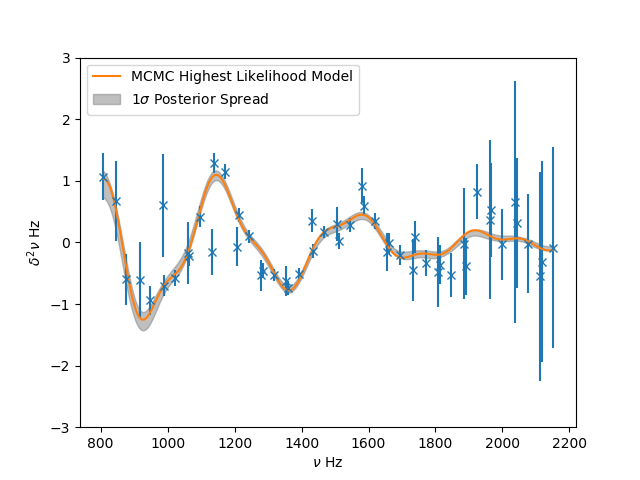 MCMC Highest Likelihood Model
1σ Posterior Spread
3
2
1
0
−1
−2
−3
δ²ν Hz
800 1000 1200 1400 1600 1800 2000 2200
ν Hz